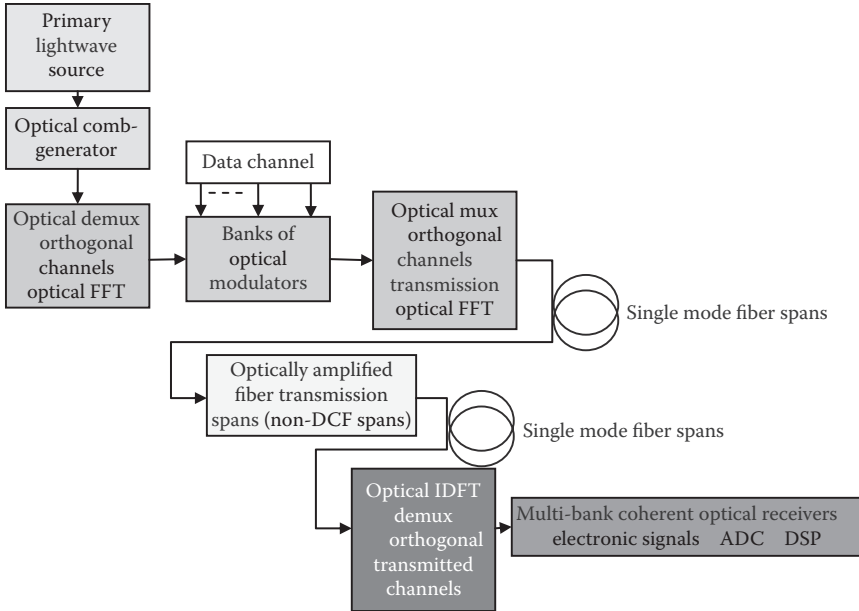 Primary
lightwave
source
Optical comb-
generator
Data channel
Optical demux
orthogonal
channels
optical FFT
Banks of
optical
modulators
Optical mux
orthogonal
channels
transmission
optical FFT
Single mode fiber spans
Optically amplified
fiber transmission
spans (non-DCF spans)
Single mode fiber spans
Optical IDFT
demux
orthogonal
transmitted
channels
Multi-bank coherent optical receivers
electronic signals ADC DSP